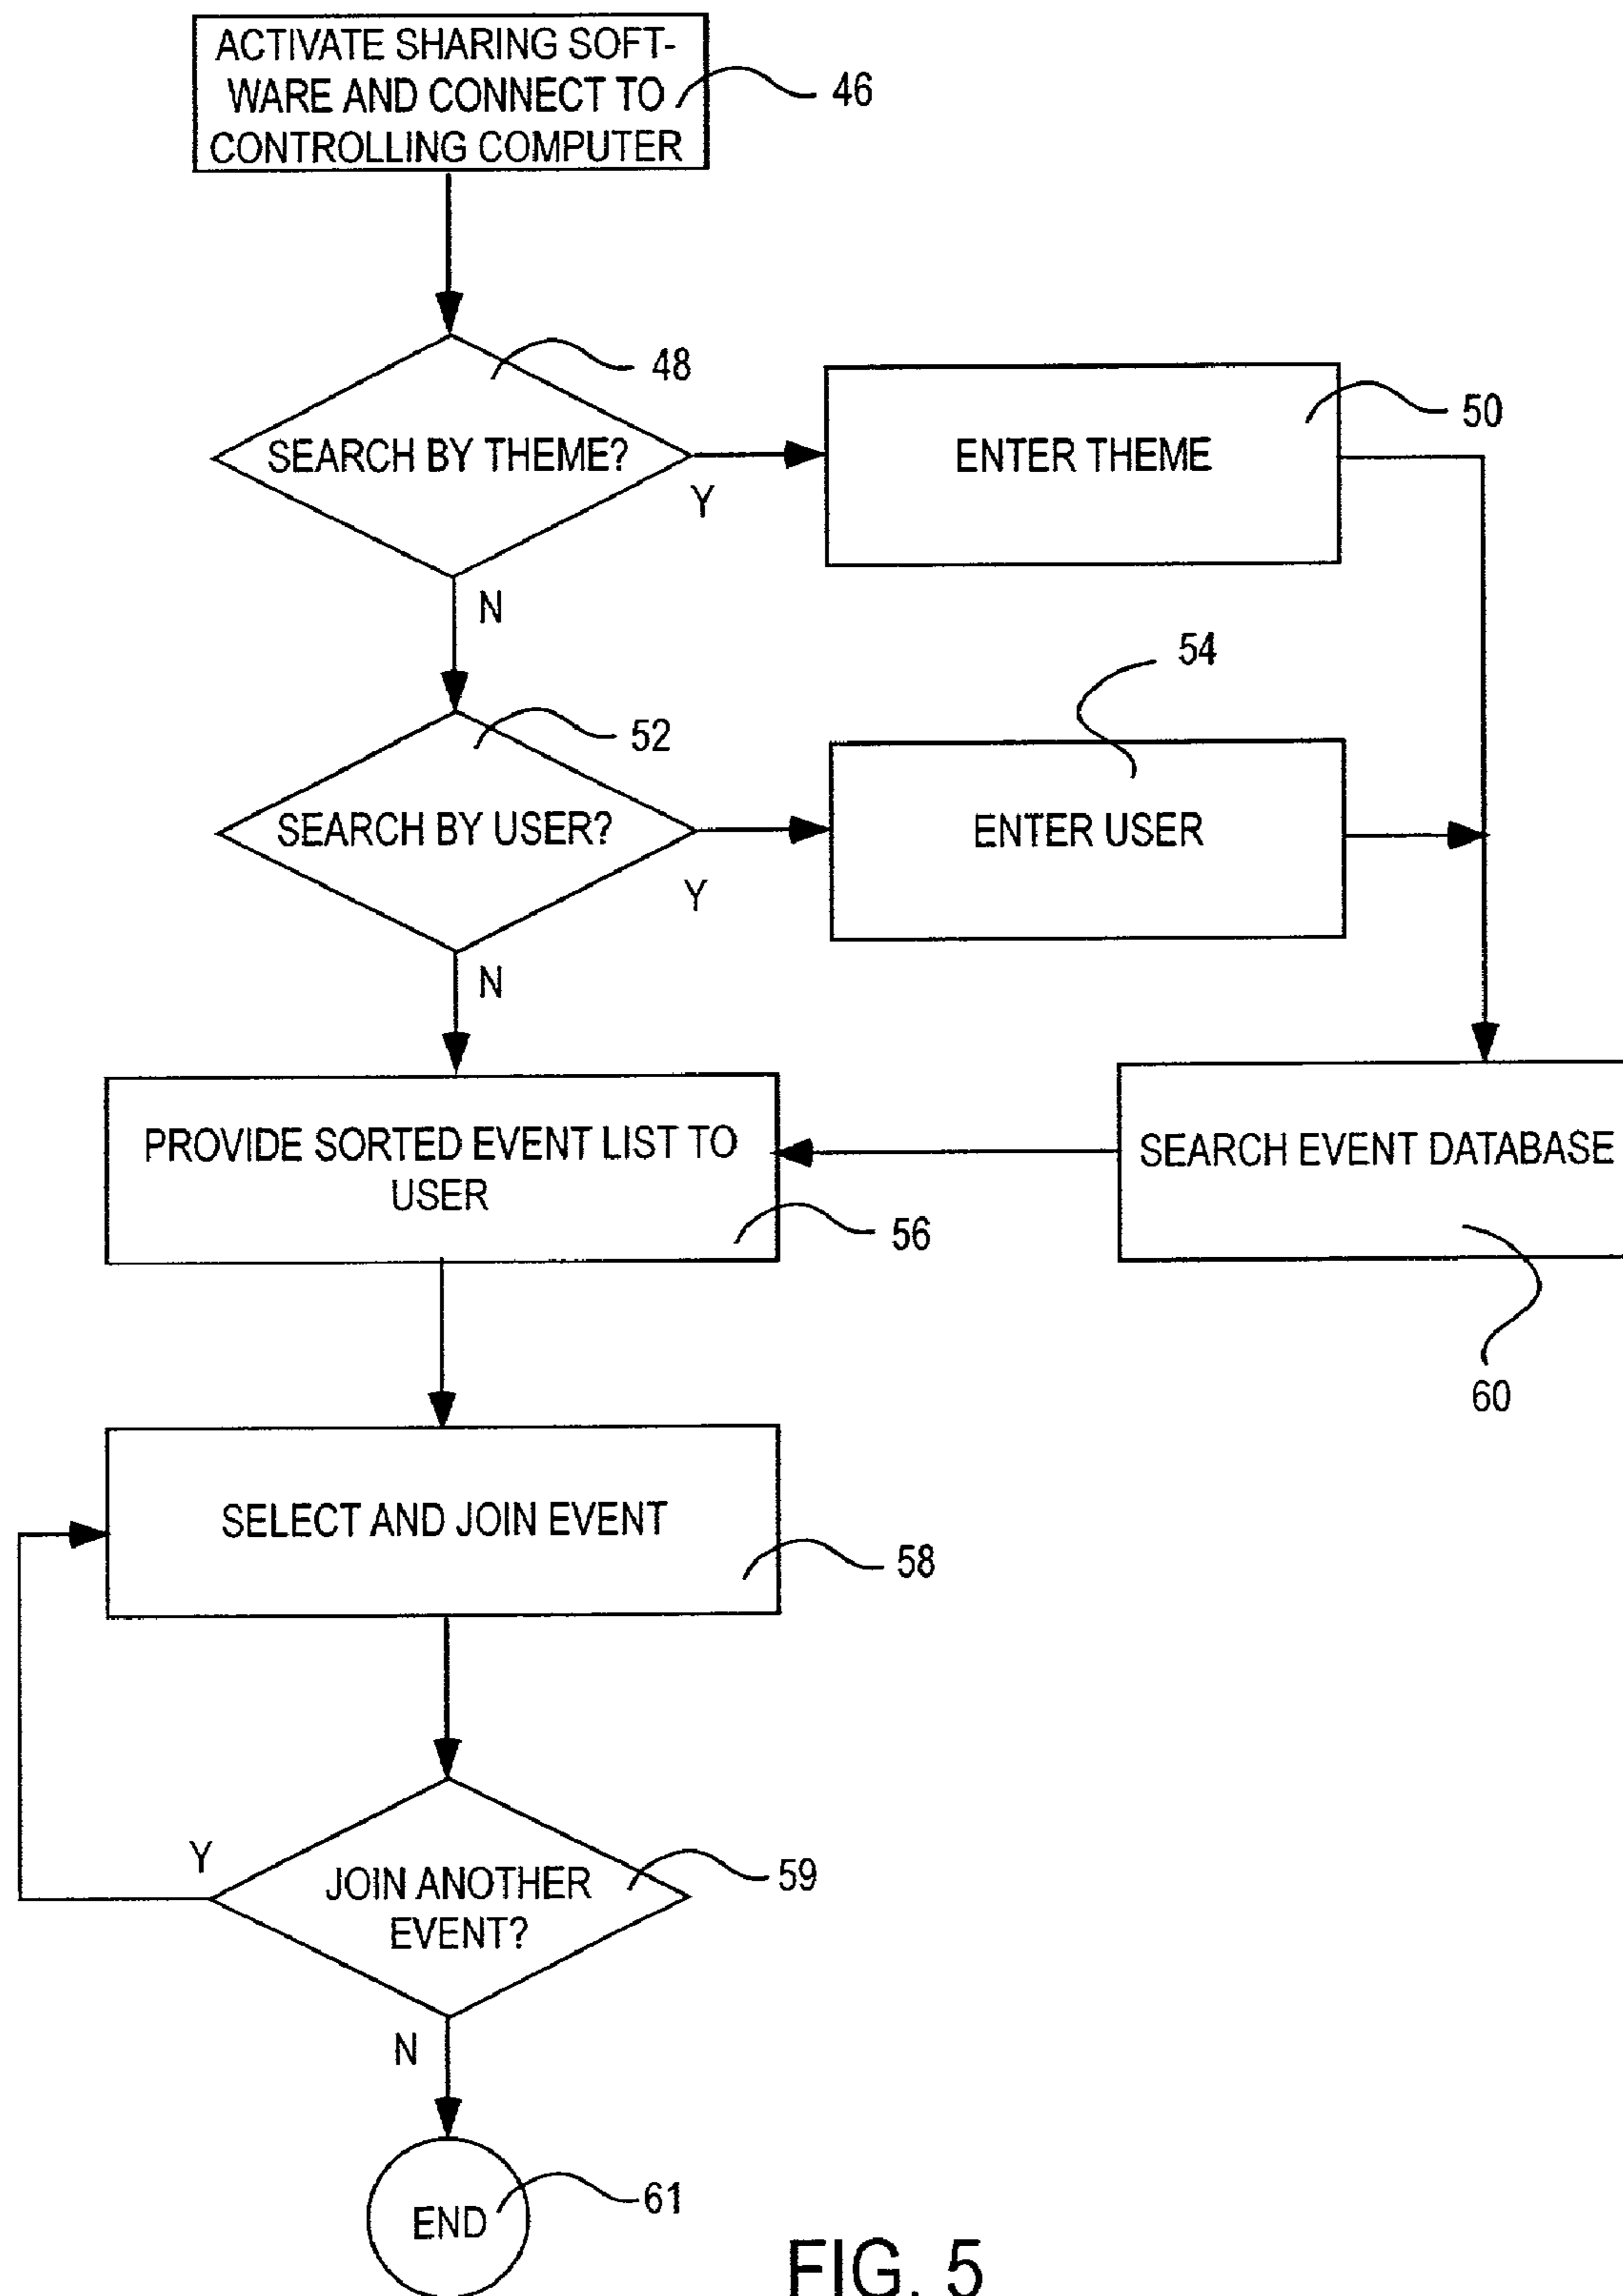 ACTIVATE SHARING SOFT-
WARE AND CONNECT TO
CONTROLLING COMPUTER
46
48
SEARCH BY THEME?
Y
N
ENTER THEME
50
52
SEARCH BY USER?
Y
N
54
ENTER USER
PROVIDE SORTED EVENT LIST TO
USER
56
SEARCH EVENT DATABASE
60
SELECT AND JOIN EVENT
58
Y
JOIN ANOTHER
EVENT?
59
N
END
61
FIG. 5